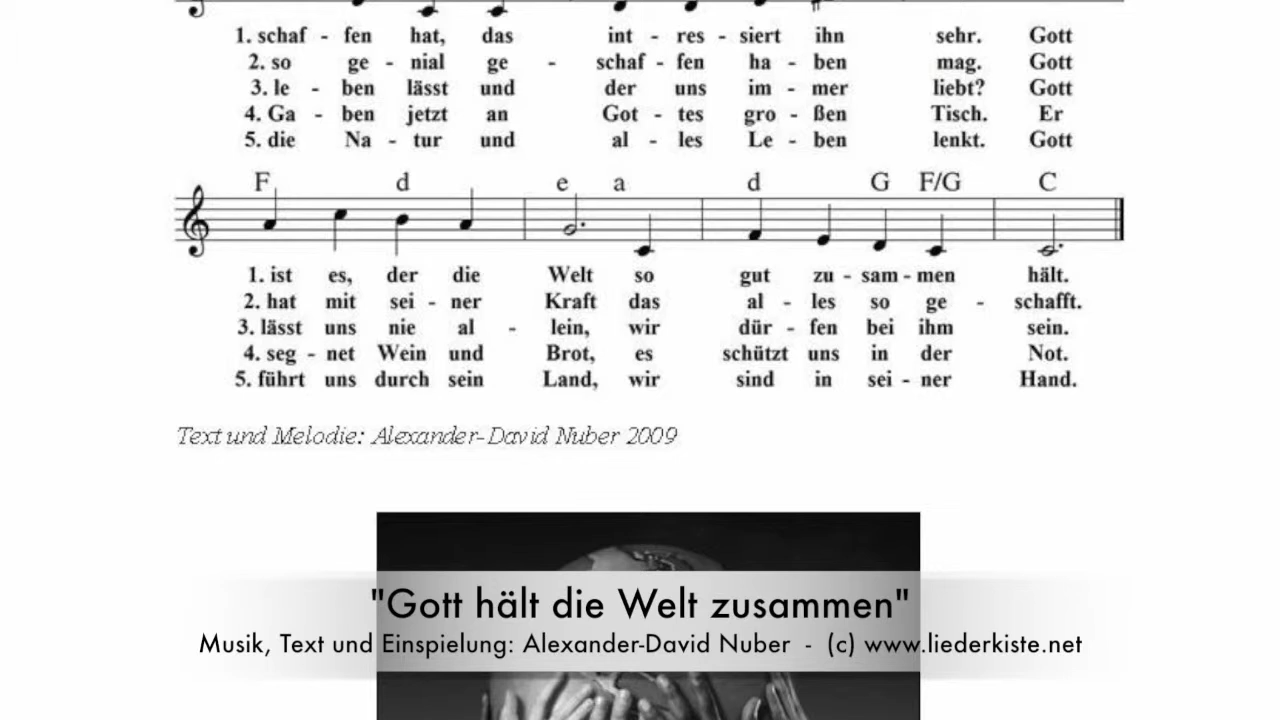 1. schaf - fen hat, das int - res - siert ihn sehr. Gott
2. so ge - nial ge - schaf - fen ha - ben mag. Gott
3. le - ben lässt und der uns im - mer liebt? Gott
4. Ga - ben jetzt an Got - tes gro - ßen Tisch. Er
5. die Na - tur und al - les Le - ben lenkt. Gott
F d e a d G F/G C
1. ist es, der die Welt so gut zu - sam - men hält.
2. hat mit sei - ner Kraft das al - les so ge - schafft.
3. lässt uns nie al - lein, wir dür - fen bei ihm sein.
4. seg - net Wein und Brot, es schützt uns in der Not.
5. führt uns durch sein Land, wir sind in sei - ner Hand.
Text und Melodie: Alexander-David Nuber 2009
"Gott hält die Welt zusammen"
Musik, Text und Einspielung: Alexander-David Nuber - (c) www.liederkiste.net